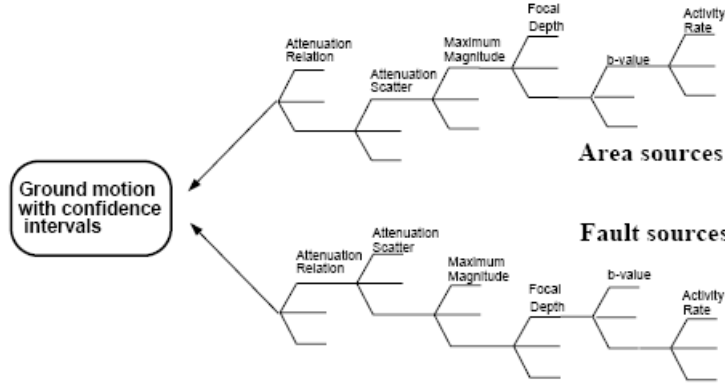 Focal
Depth
Activity
Rate
Attenuation
Relation
Maximum
Magnitude
Attenuation
Scatter
b-value
Area sources
Ground motion
with confidence
intervals
Fault sources
Attenuation
Relation
Attenuation
Scatter
Maximum
Magnitude
Focal
Depth
b-value
Activity
Rate